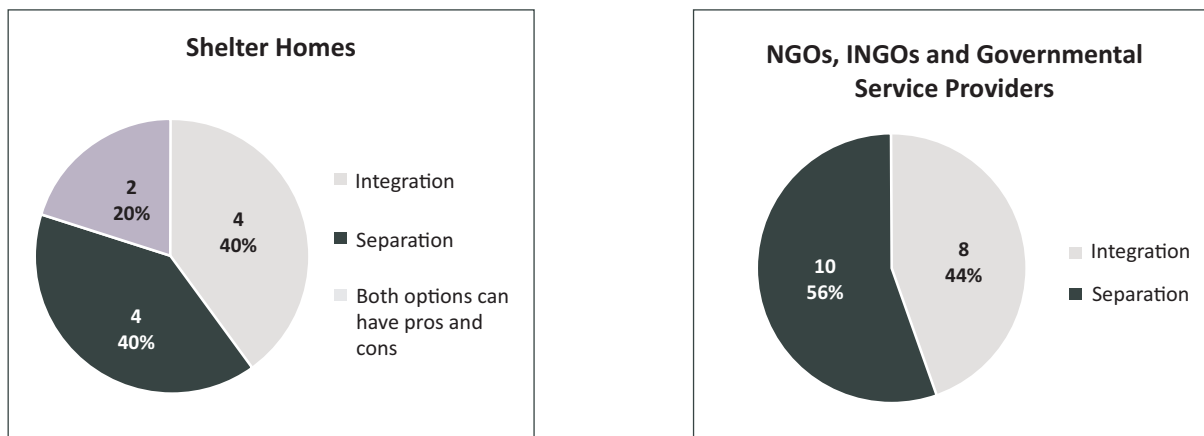 Shelter Homes
2
20%
4
40%
4
40%
Integration
Separation
Both options can
have pros and
cons
NGOs, INGOs and Governmental
Service Providers
10
56%
8
44%
Integration
Separation